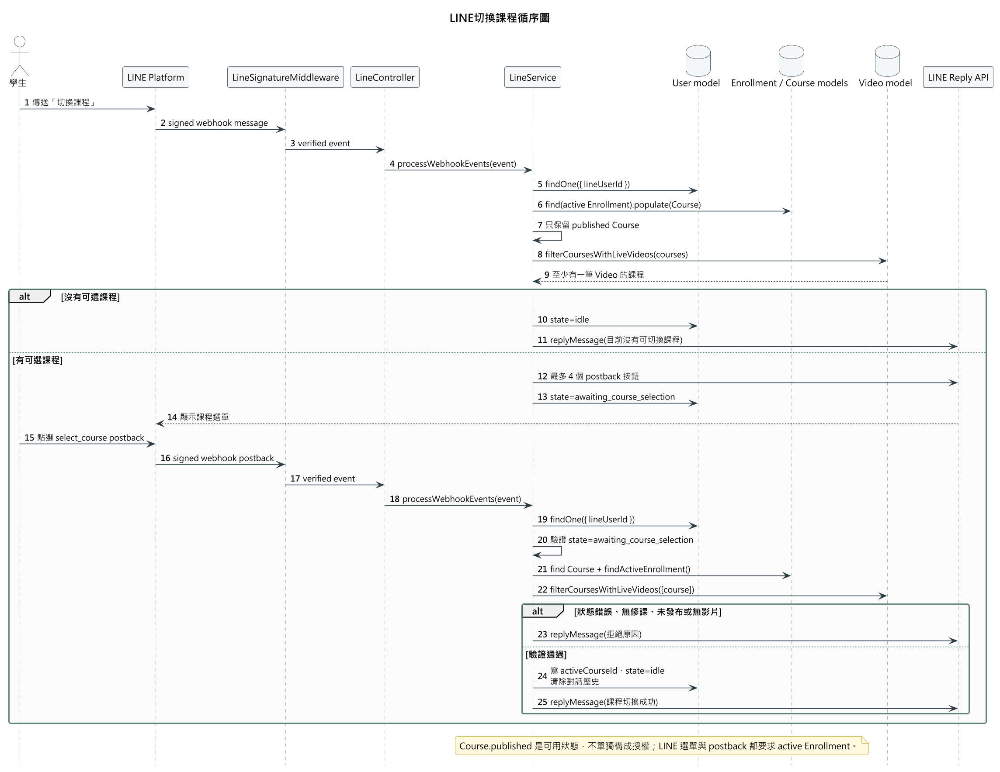 LINE切換課程循序圖
學生
LINE Platform
LineSignatureMiddleware
LineController
LineService
User model
Enrollment / Course models
Video model
LINE Reply API
1 傳送「切換課程」
2 signed webhook message
3 verified event
4 processWebhookEvents(event)
5 findOne({ lineUserId })
6 find(active Enrollment).populate(Course)
7 只保留 published Course
8 filterCoursesWithLiveVideos(courses)
9 至少有一筆 Video 的課程
alt [沒有可選課程]
10 state=idle
11 replyMessage(目前沒有可切換課程)
[有可選課程]
12 最多 4 個 postback 按鈕
13 state=awaiting_course_selection
14 顯示課程選單
15 點選 select_course postback
16 signed webhook postback
17 verified event
18 processWebhookEvents(event)
19 findOne({ lineUserId })
20 驗證 state=awaiting_course_selection
21 find Course + findActiveEnrollment()
22 filterCoursesWithLiveVideos([course])
alt [狀態錯誤、無修課、未發布或無影片]
23 replyMessage(拒絕原因)
[驗證通過]
24 寫 activeCourseId、state=idle
清除對話歷史
25 replyMessage(課程切換成功)
Course.published 是可用狀態，不單獨構成授權；LINE 選單與 postback 都要求 active Enrollment。